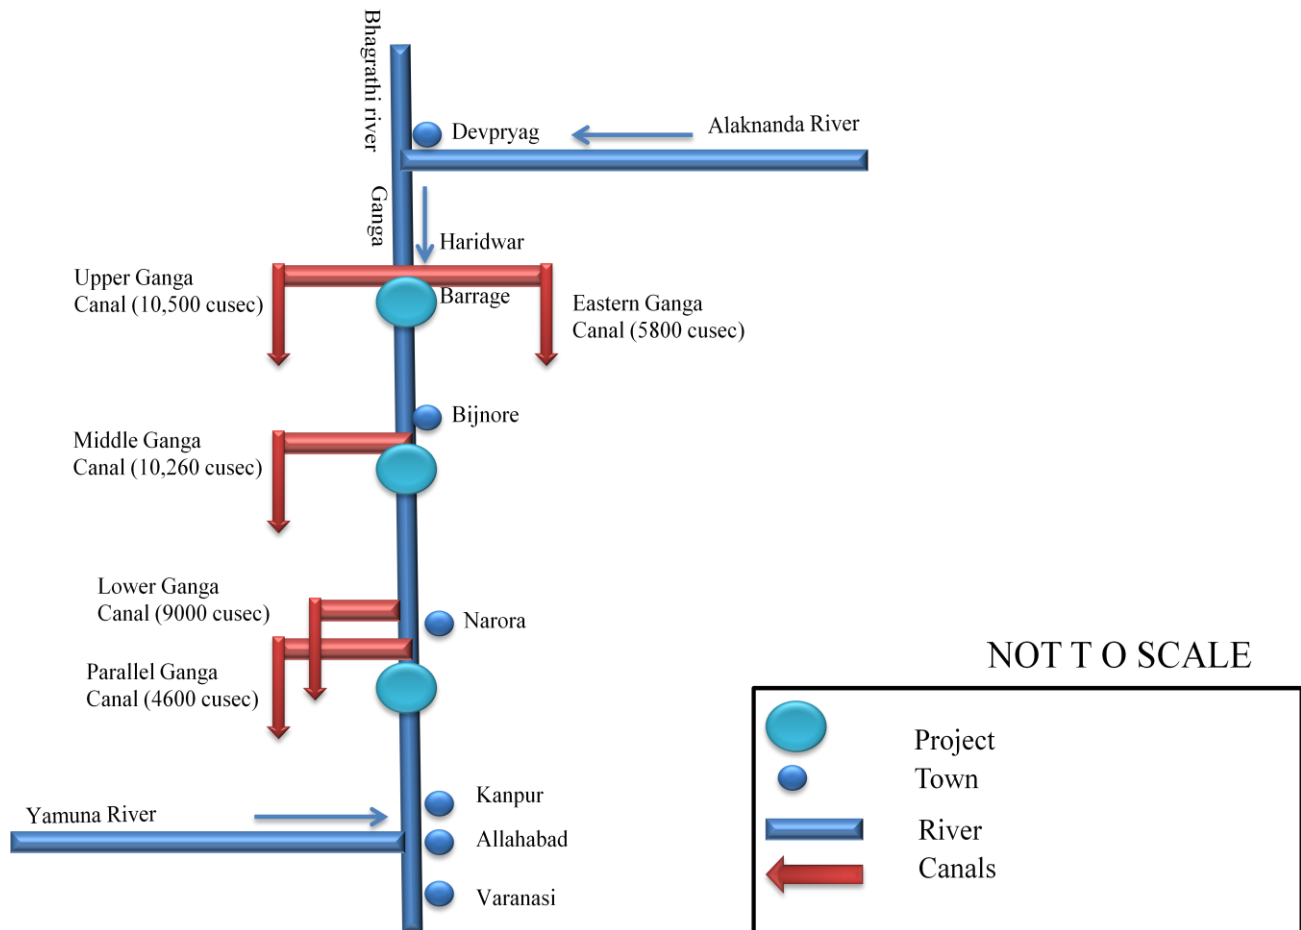 Bhagrathi river
Devpryag
Alaknanda River
Ganga
Haridwar
Upper Ganga
Canal (10,500 cusec)
Barrage
Eastern Ganga
Canal (5800 cusec)
Bijnore
Middle Ganga
Canal (10,260 cusec)
Lower Ganga
Canal (9000 cusec)
Narora
Parallel Ganga
Canal (4600 cusec)
NOT T O SCALE
Project
Town
River
Canals
Kanpur
Yamuna River
Allahabad
Varanasi